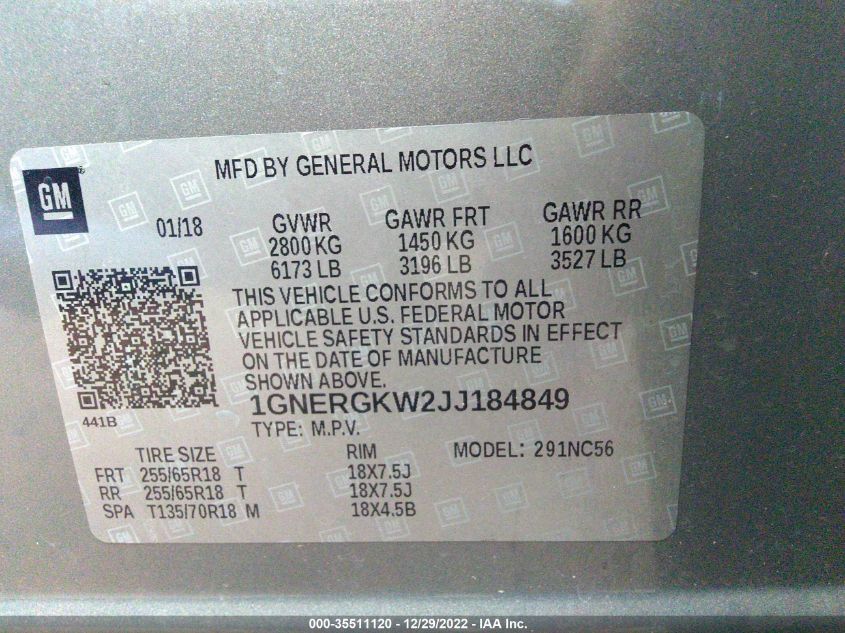 MFD BY GENERAL MOTORS LLC
GM
01/18
GVWR GAWR FRT GAWR RR
2800 KG 1450 KG 1600 KG
6173 LB 3196 LB 3527 LB
THIS VEHICLE CONFORMS TO ALL
APPLICABLE U.S. FEDERAL MOTOR
VEHICLE SAFETY STANDARDS IN EFFECT
ON THE DATE OF MANUFACTURE
SHOWN ABOVE.
1GNERGKW2JJ184849
441B
TYPE: M.P.V.
MODEL: 291NC56
TIRE SIZE RIM
FRT 255/65R18 T 18X7.5J
RR 255/65R18 T 18X7.5J
SPA T135/70R18 M 18X4.5B
000-35511120 - 12/29/2022 - IAA Inc.